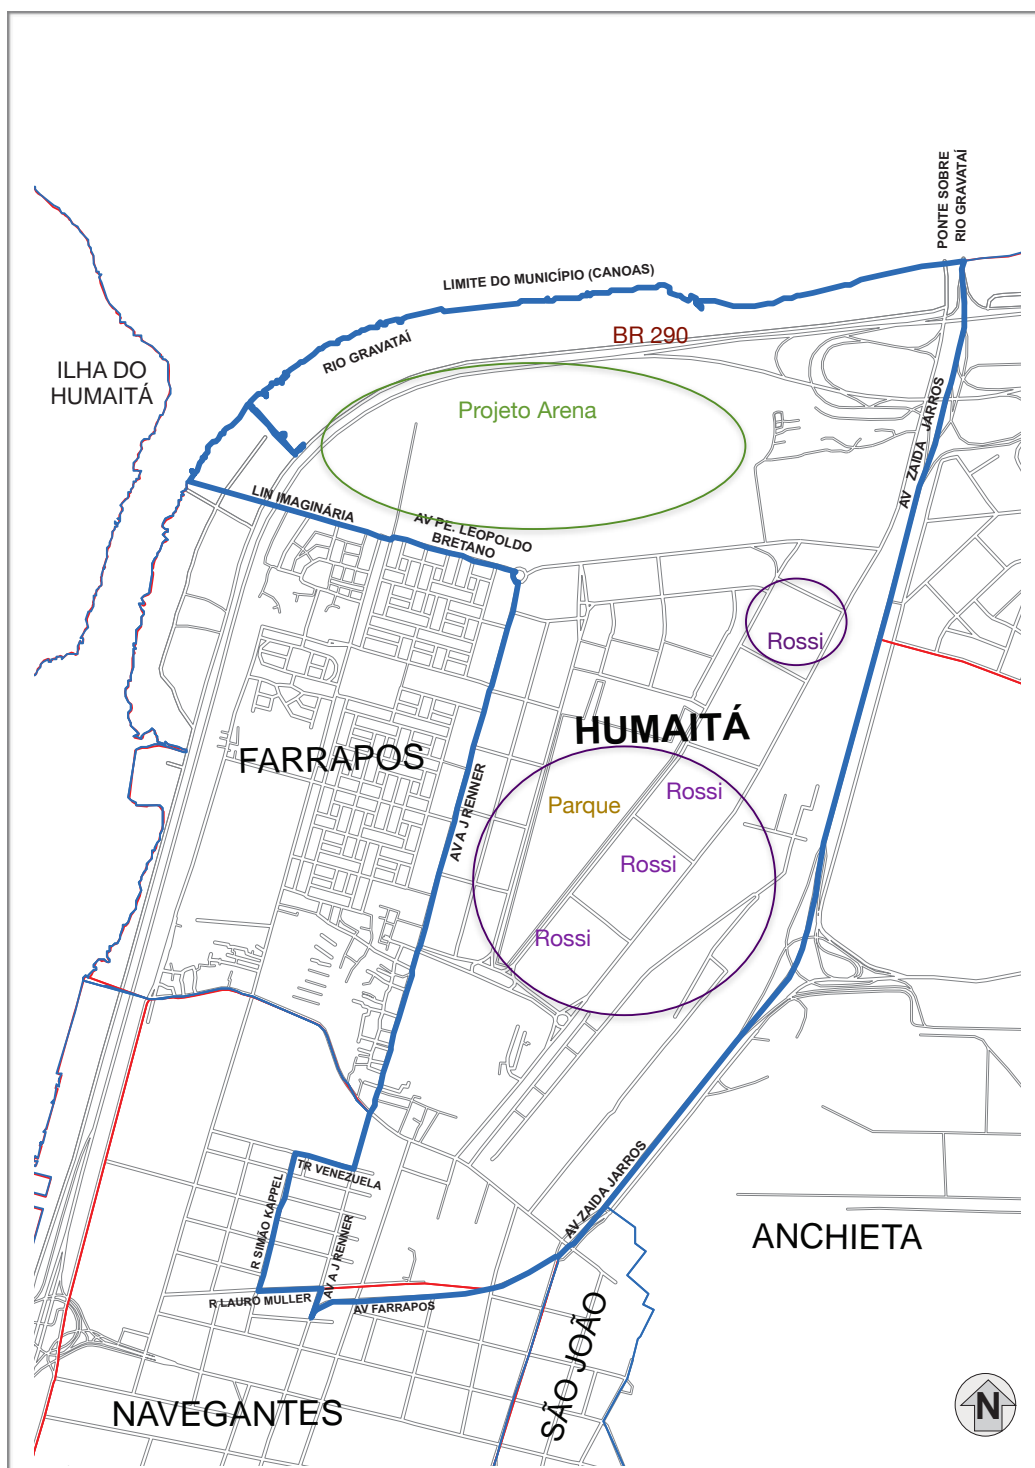 PONTE SOBRE
RIO GRAVATAÍ
LIMITE DO MUNICÍPIO (CANOAS)
BR 290
RIO GRAVATAÍ
ILHA DO
HUMAITÁ
Projeto Arena
AV ZAIDA JARROS
LIN IMAGINÁRIA
AV PE. LEOPOLDO
BRETANO
Rossi
HUMAITÁ
FARRAPOS
AV A J RENNER
Parque
Rossi
Rossi
Rossi
AV ZAIDA JARROS
TR VENEZUELA
R SIMÃO KAPPEL
AV A J RENNER
R LAURO MULLER
AV FARRAPOS
ANCHIETA
SÃO JOÃO
NAVEGANTES
N